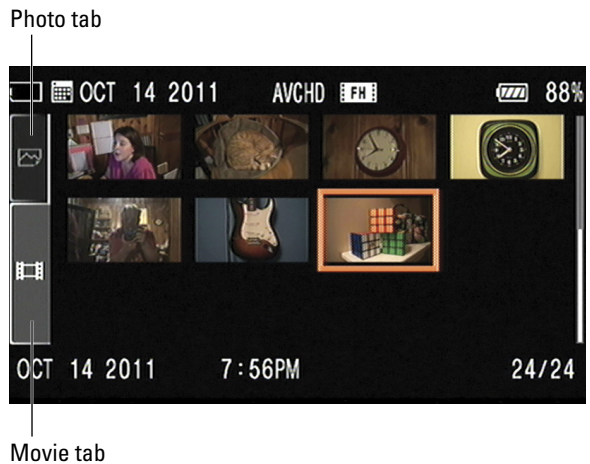 Photo tab
OCT 14 2011 AVCHD FH 88%
OCT 14 2011 7:56PM 24/24
Movie tab